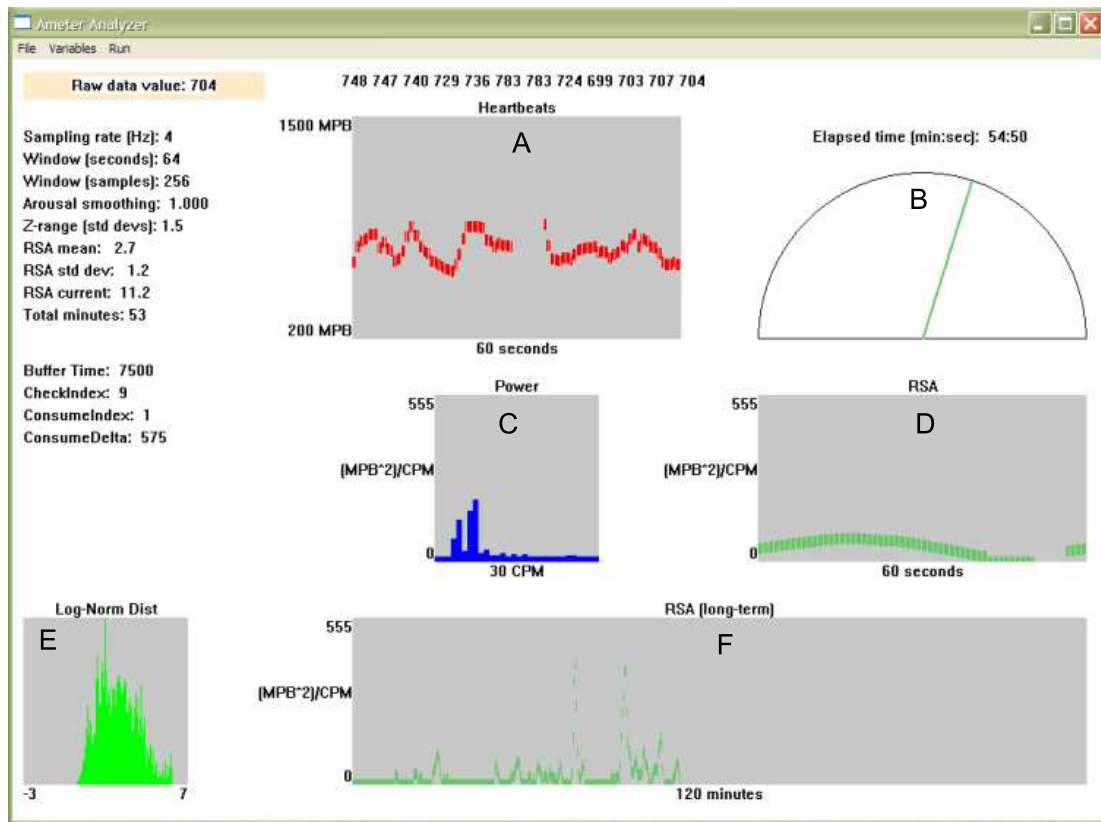 Ameter Analyzer
File Variables Run
Raw data value: 704
748 747 740 729 736 783 783 724 699 703 707 704
Sampling rate (Hz): 4
Window (seconds): 64
Window (samples): 256
Arousal smoothing: 1.000
Z-range (std devs): 1.5
RSA mean: 2.7
RSA std dev: 1.2
RSA current: 11.2
Total minutes: 53
Buffer Time: 7500
CheckIndex: 9
ConsumeIndex: 1
ConsumeDelta: 575
Heartbeats
1500 MPB
A
200 MPB
60 seconds
Elapsed time (min:sec): 54:50
B
Power
555
C
(MPB^2)/CPM
0
30 CPM
RSA
555
D
(MPB^2)/CPM
0
60 seconds
Log-Norm Dist
E
-3 7
RSA (long-term)
555
F
(MPB^2)/CPM
0
120 minutes